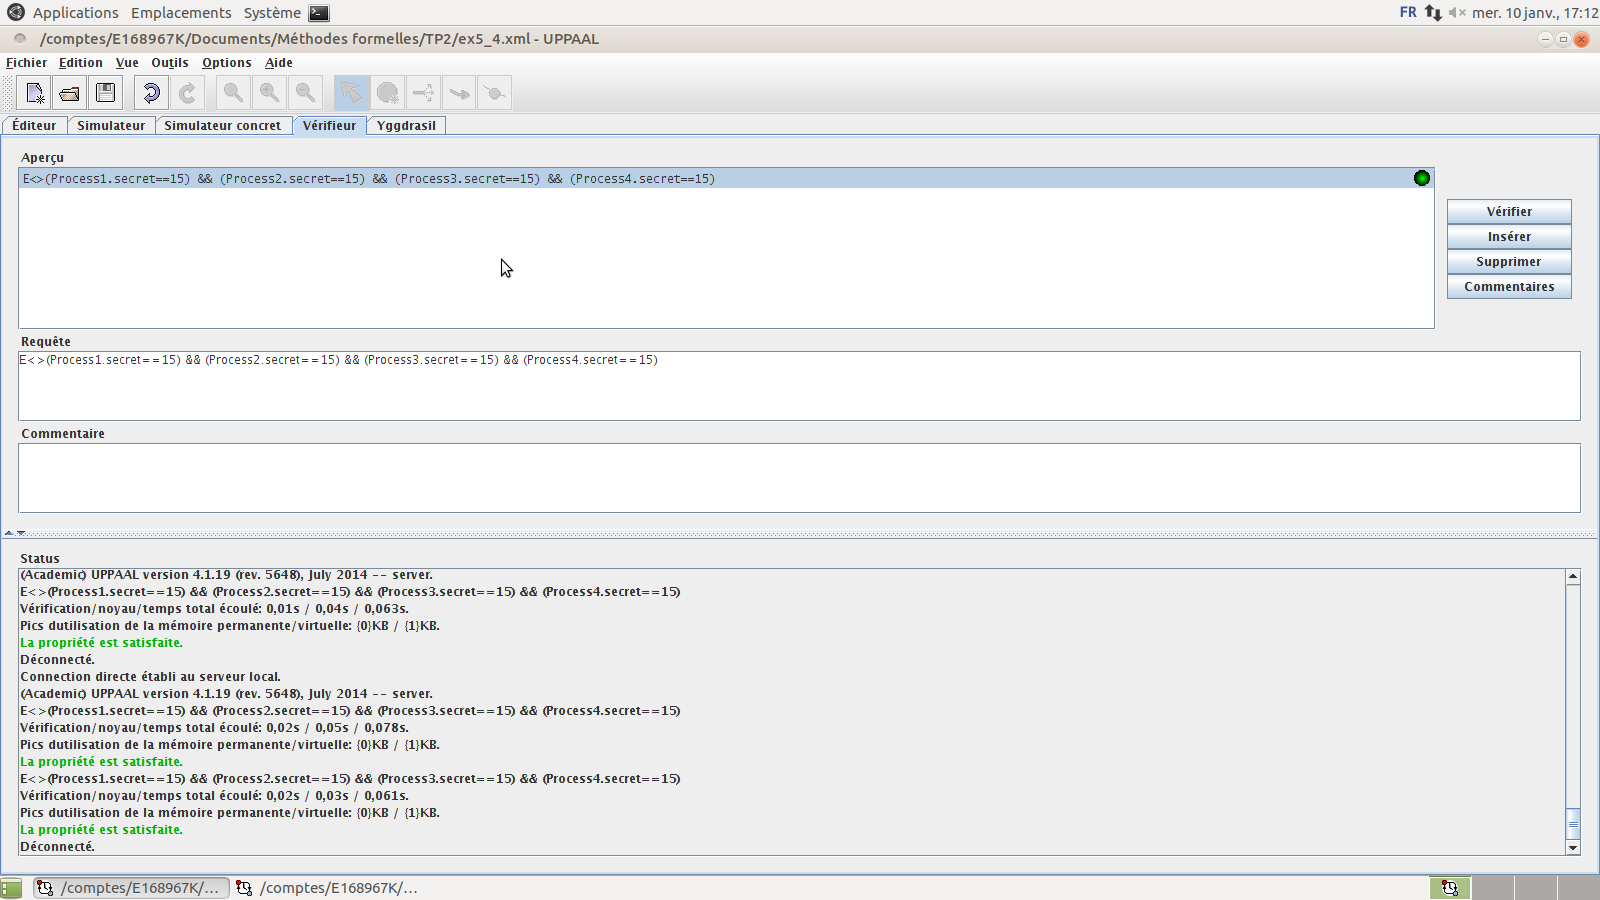 Applications Emplacements Système FR mer. 10 janv., 17:12
/comptes/E168967K/Documents/Méthodes formelles/TP2/ex5_4.xml - UPPAAL
Fichier Edition Vue Outils Options Aide
Éditeur Simulateur Simulateur concret Vérifieur Yggdrasil
Aperçu
E<>(Process1.secret==15) && (Process2.secret==15) && (Process3.secret==15) && (Process4.secret==15)
Vérifier
Insérer
Supprimer
Commentaires
Requête
E<>(Process1.secret==15) && (Process2.secret==15) && (Process3.secret==15) && (Process4.secret==15)
Commentaire
Status
(Academic) UPPAAL version 4.1.19 (rev. 5648), July 2014 -- server.
E<>(Process1.secret==15) && (Process2.secret==15) && (Process3.secret==15) && (Process4.secret==15)
Vérification/noyau/temps total écoulé: 0,01s / 0,04s / 0,063s.
Pics dutilisation de la mémoire permanente/virtuelle: {0}KB / {1}KB.
La propriété est satisfaite.
Déconnecté.
Connection directe établi au serveur local.
(Academic) UPPAAL version 4.1.19 (rev. 5648), July 2014 -- server.
E<>(Process1.secret==15) && (Process2.secret==15) && (Process3.secret==15) && (Process4.secret==15)
Vérification/noyau/temps total écoulé: 0,02s / 0,05s / 0,078s.
Pics dutilisation de la mémoire permanente/virtuelle: {0}KB / {1}KB.
La propriété est satisfaite.
E<>(Process1.secret==15) && (Process2.secret==15) && (Process3.secret==15) && (Process4.secret==15)
Vérification/noyau/temps total écoulé: 0,02s / 0,03s / 0,061s.
Pics dutilisation de la mémoire permanente/virtuelle: {0}KB / {1}KB.
La propriété est satisfaite.
Déconnecté.
/comptes/E168967K/... /comptes/E168967K/...